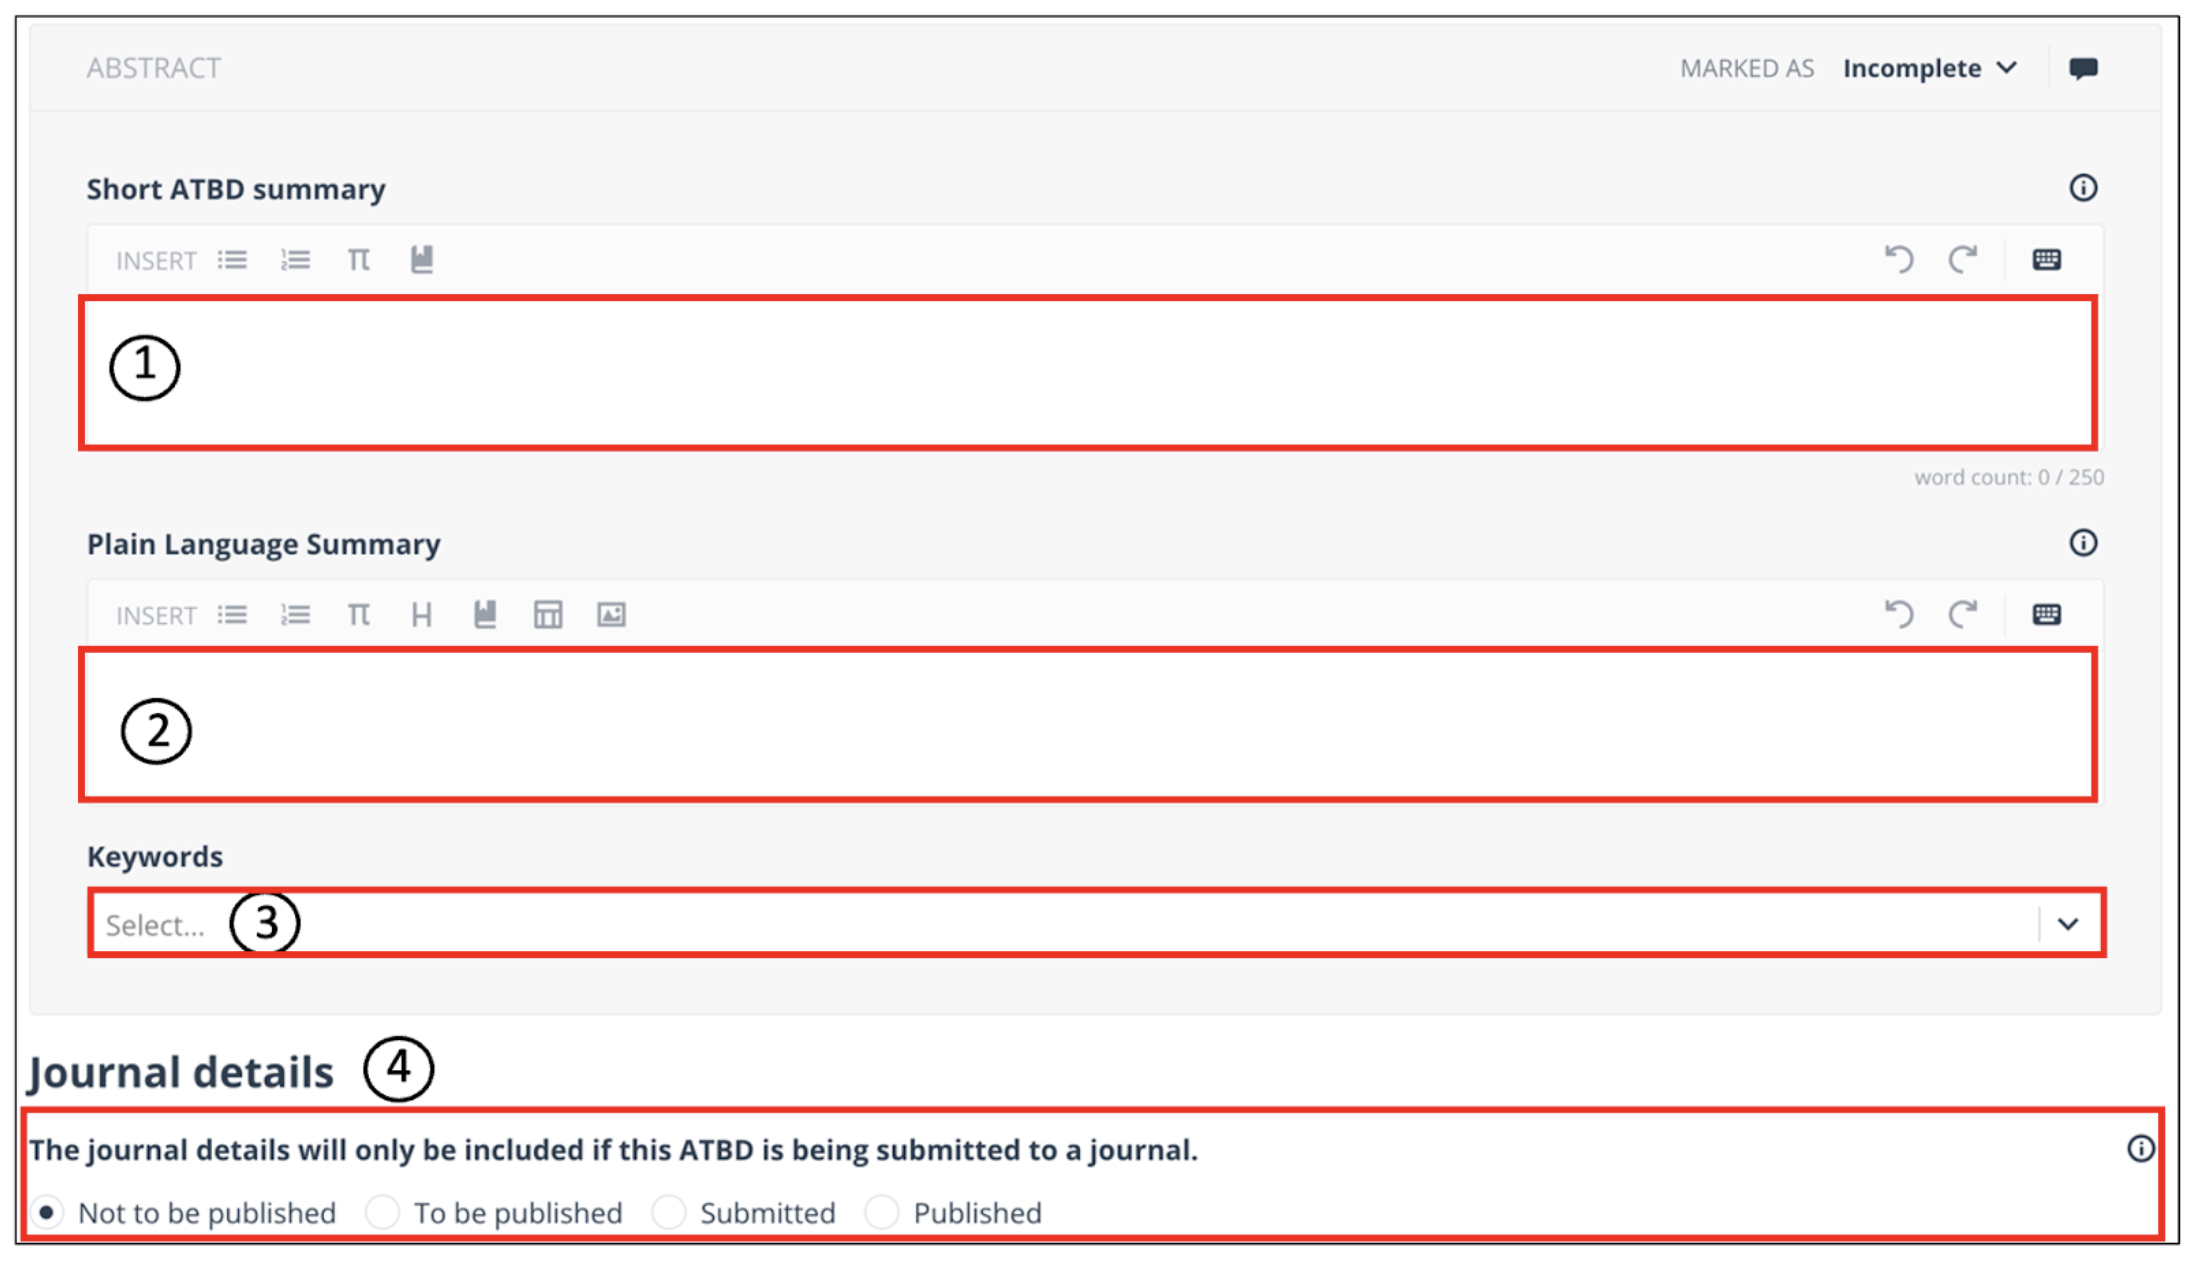 ABSTRACT MARKED AS Incomplete
Short ATBD summary
INSERT π
1
word count: 0 / 250
Plain Language Summary
INSERT π H
2
Keywords
Select... 3
Journal details 4
The journal details will only be included if this ATBD is being submitted to a journal.
Not to be published To be published Submitted Published